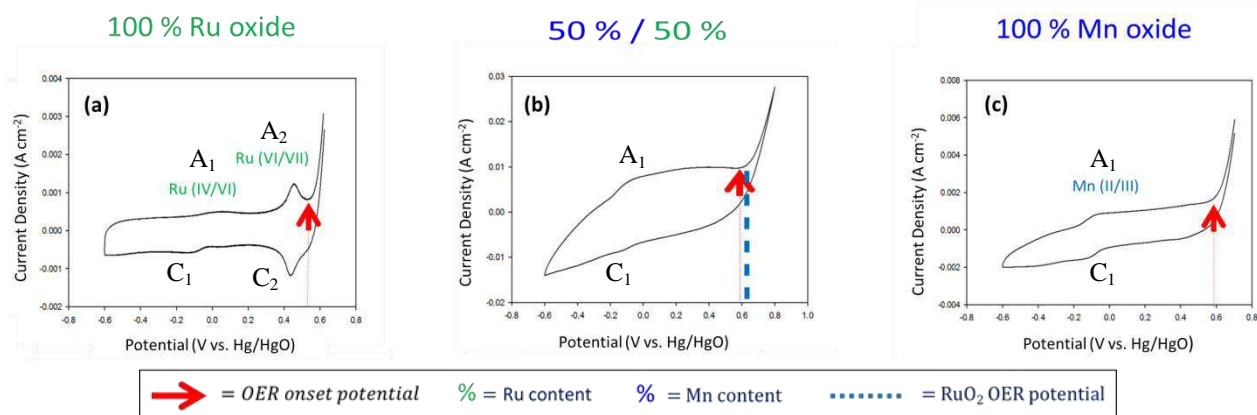 100 % Ru oxide
50 % / 50 %
100 % Mn oxide
(a)
A1
A2
Ru (IV/VI)
Ru (VI/VII)
C1
C2
Current Density (A cm-2)
0.004
0.003
0.002
0.001
0.000
-0.001
-0.002
-0.8 -0.6 -0.4 -0.2 0.0 0.2 0.4 0.6 0.8
Potential (V vs. Hg/HgO)
(b)
A1
C1
Current Density (A cm-2)
0.03
0.02
0.01
0.00
-0.01
-0.02
-0.8 -0.6 -0.4 -0.2 0.0 0.2 0.4 0.6 0.8 1.0
Potential (V vs. Hg/HgO)
(c)
A1
Mn (II/III)
C1
Current Density (A cm-2)
0.008
0.006
0.004
0.002
0.000
-0.002
-0.004
-0.8 -0.6 -0.4 -0.2 0.0 0.2 0.4 0.6 0.8
Potential (V vs. Hg/HgO)
= OER onset potential % = Ru content % = Mn content = RuO2 OER potential